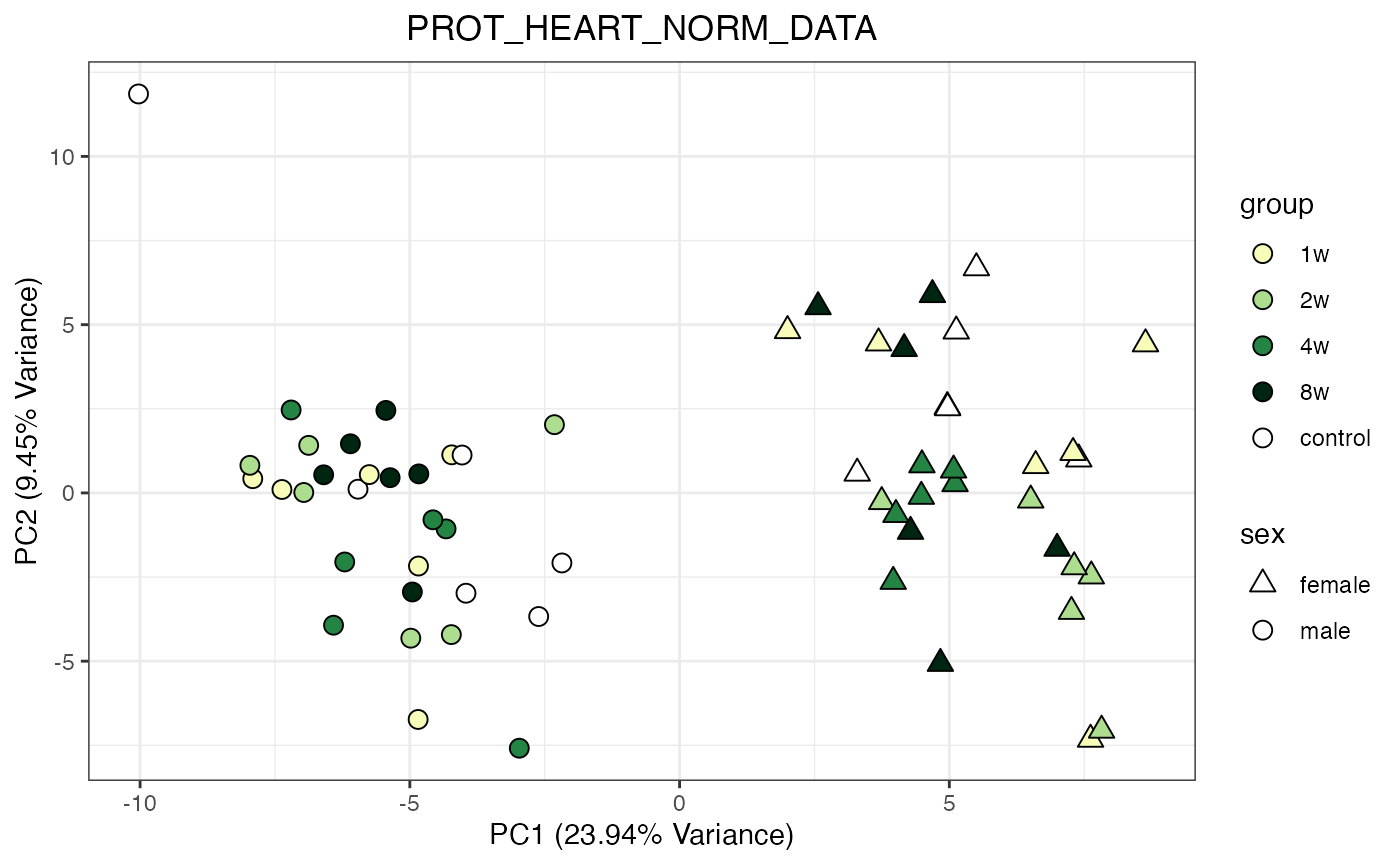 PROT_HEART_NORM_DATA
PC2 (9.45% Variance)
10
5
0
-5
-10
-5
0
5
PC1 (23.94% Variance)
group
1w
2w
4w
8w
control
sex
female
male